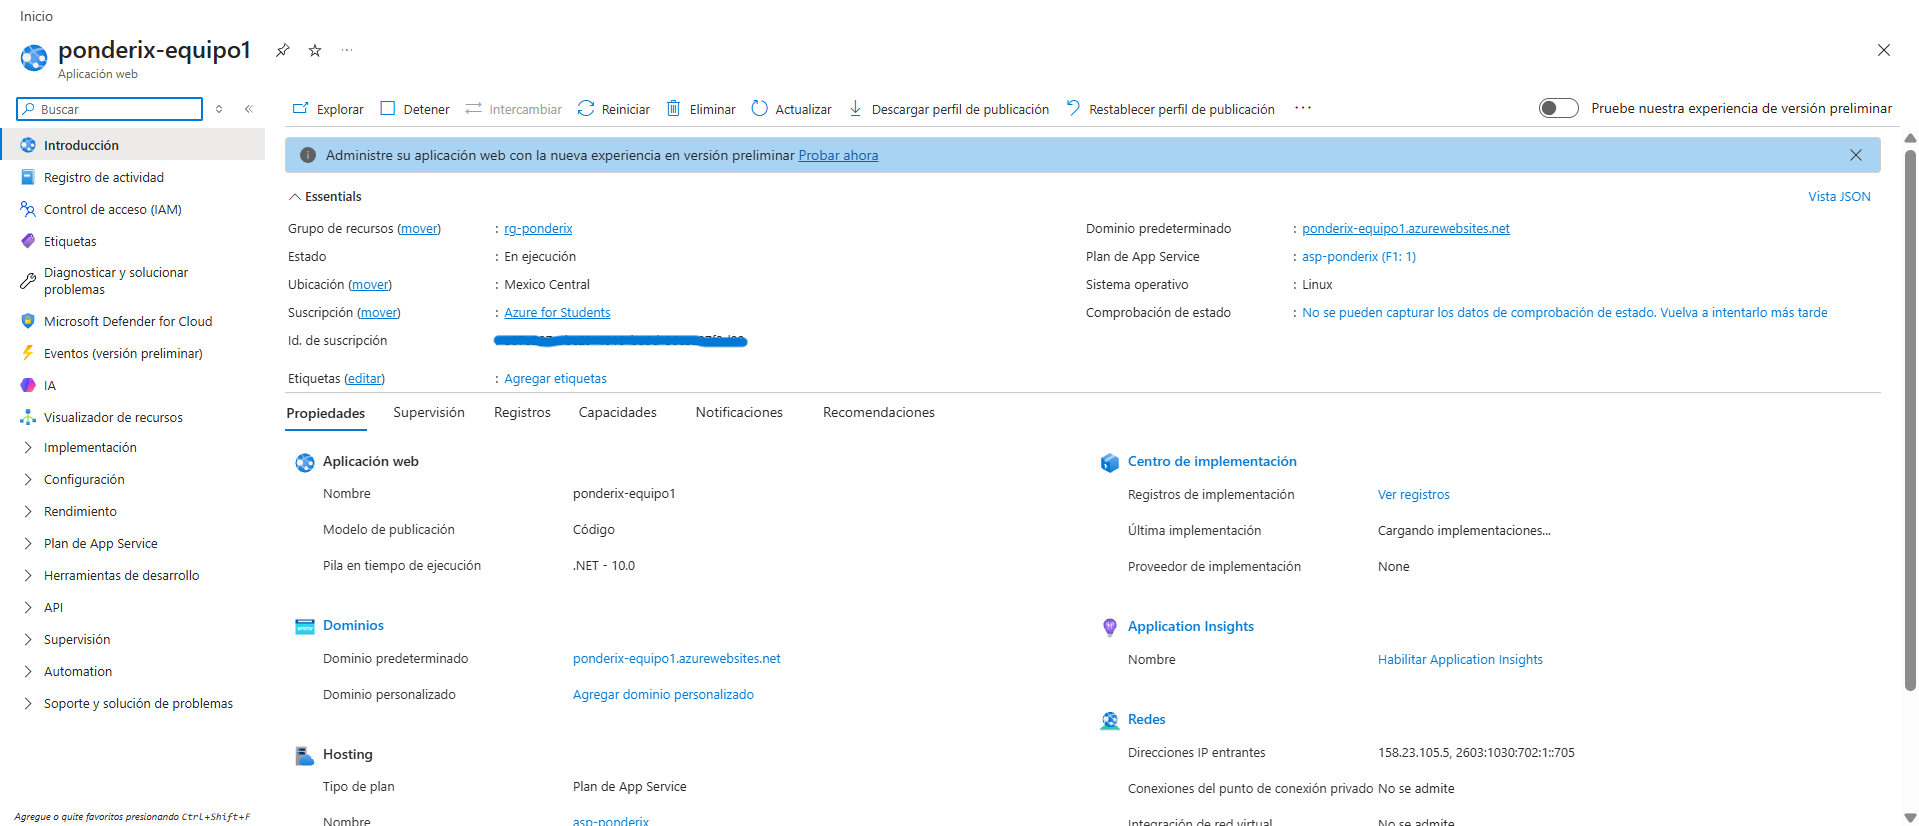 Inicio
ponderix-equipo1
Aplicación web
Buscar
Explorar Detener Intercambiar Reiniciar Eliminar Actualizar Descargar perfil de publicación Restablecer perfil de publicación ... Pruebe nuestra experiencia de versión preliminar
Introducción
Registro de actividad
Control de acceso (IAM)
Etiquetas
Diagnosticar y solucionar
problemas
Microsoft Defender for Cloud
Eventos (versión preliminar)
IA
Visualizador de recursos
Implementación
Configuración
Rendimiento
Plan de App Service
Herramientas de desarrollo
API
Supervisión
Automation
Soporte y solución de problemas
Agregue o quite favoritos presionando Ctrl+Shift+F
Administre su aplicación web con la nueva experiencia en versión preliminar Probar ahora
Essentials
Vista JSON
Grupo de recursos (mover) : rg-ponderix
Estado : En ejecución
Ubicación (mover) : Mexico Central
Suscripción (mover) : Azure for Students
Id. de suscripción
Etiquetas (editar) : Agregar etiquetas
Dominio predeterminado : ponderix-equipo1.azurewebsites.net
Plan de App Service : asp-ponderix (F1: 1)
Sistema operativo : Linux
Comprobación de estado : No se pueden capturar los datos de comprobación de estado. Vuelva a intentarlo más tarde
Propiedades Supervisión Registros Capacidades Notificaciones Recomendaciones
Aplicación web
Nombre ponderix-equipo1
Modelo de publicación Código
Pila en tiempo de ejecución .NET - 10.0
Dominios
Dominio predeterminado ponderix-equipo1.azurewebsites.net
Dominio personalizado Agregar dominio personalizado
Hosting
Tipo de plan Plan de App Service
Nombre asp-ponderix
Centro de implementación
Registros de implementación Ver registros
Última implementación Cargando implementaciones...
Proveedor de implementación None
Application Insights
Nombre Habilitar Application Insights
Redes
Direcciones IP entrantes 158.23.105.5, 2603:1030:702:1::705
Conexiones del punto de conexión privado No se admite
Integración de red virtual No se admite